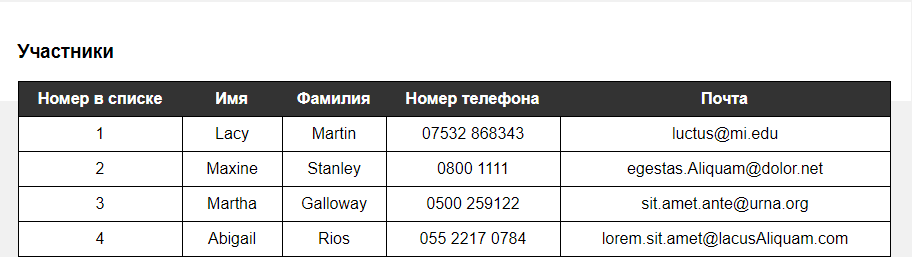 Участники
Номер в списке Имя Фамилия Номер телефона Почта
1 Lacy Martin 07532 868343 luctus@mi.edu
2 Maxine Stanley 0800 1111 egestas.Aliquam@dolor.net
3 Martha Galloway 0500 259122 sit.amet.ante@urna.org
4 Abigail Rios 055 2217 0784 lorem.sit.amet@lacusAliquam.com